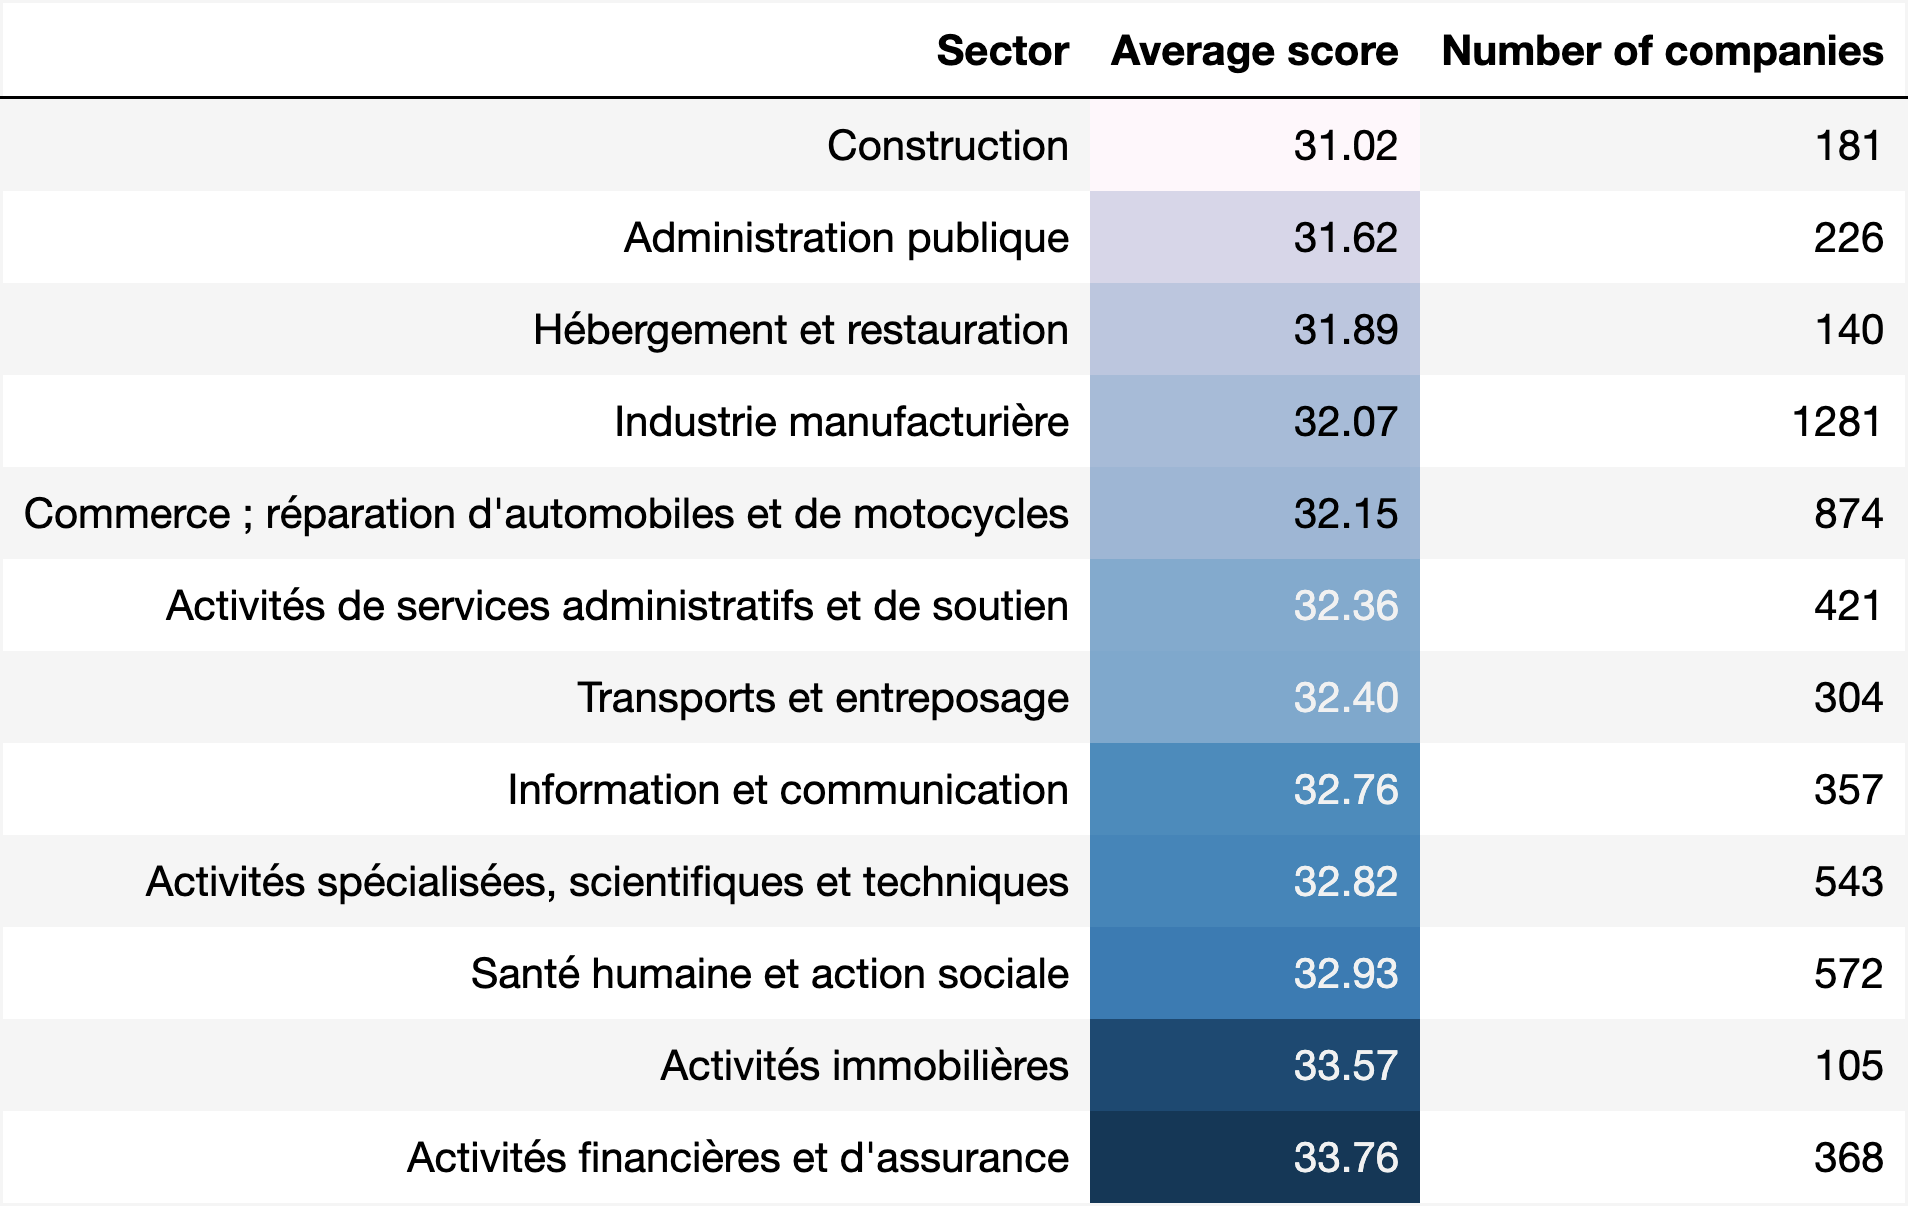 Sector Average score Number of companies
Construction 31.02 181
Administration publique 31.62 226
Hébergement et restauration 31.89 140
Industrie manufacturière 32.07 1281
Commerce ; réparation d'automobiles et de motocycles 32.15 874
Activités de services administratifs et de soutien 32.36 421
Transports et entreposage 32.40 304
Information et communication 32.76 357
Activités spécialisées, scientifiques et techniques 32.82 543
Santé humaine et action sociale 32.93 572
Activités immobilières 33.57 105
Activités financières et d'assurance 33.76 368